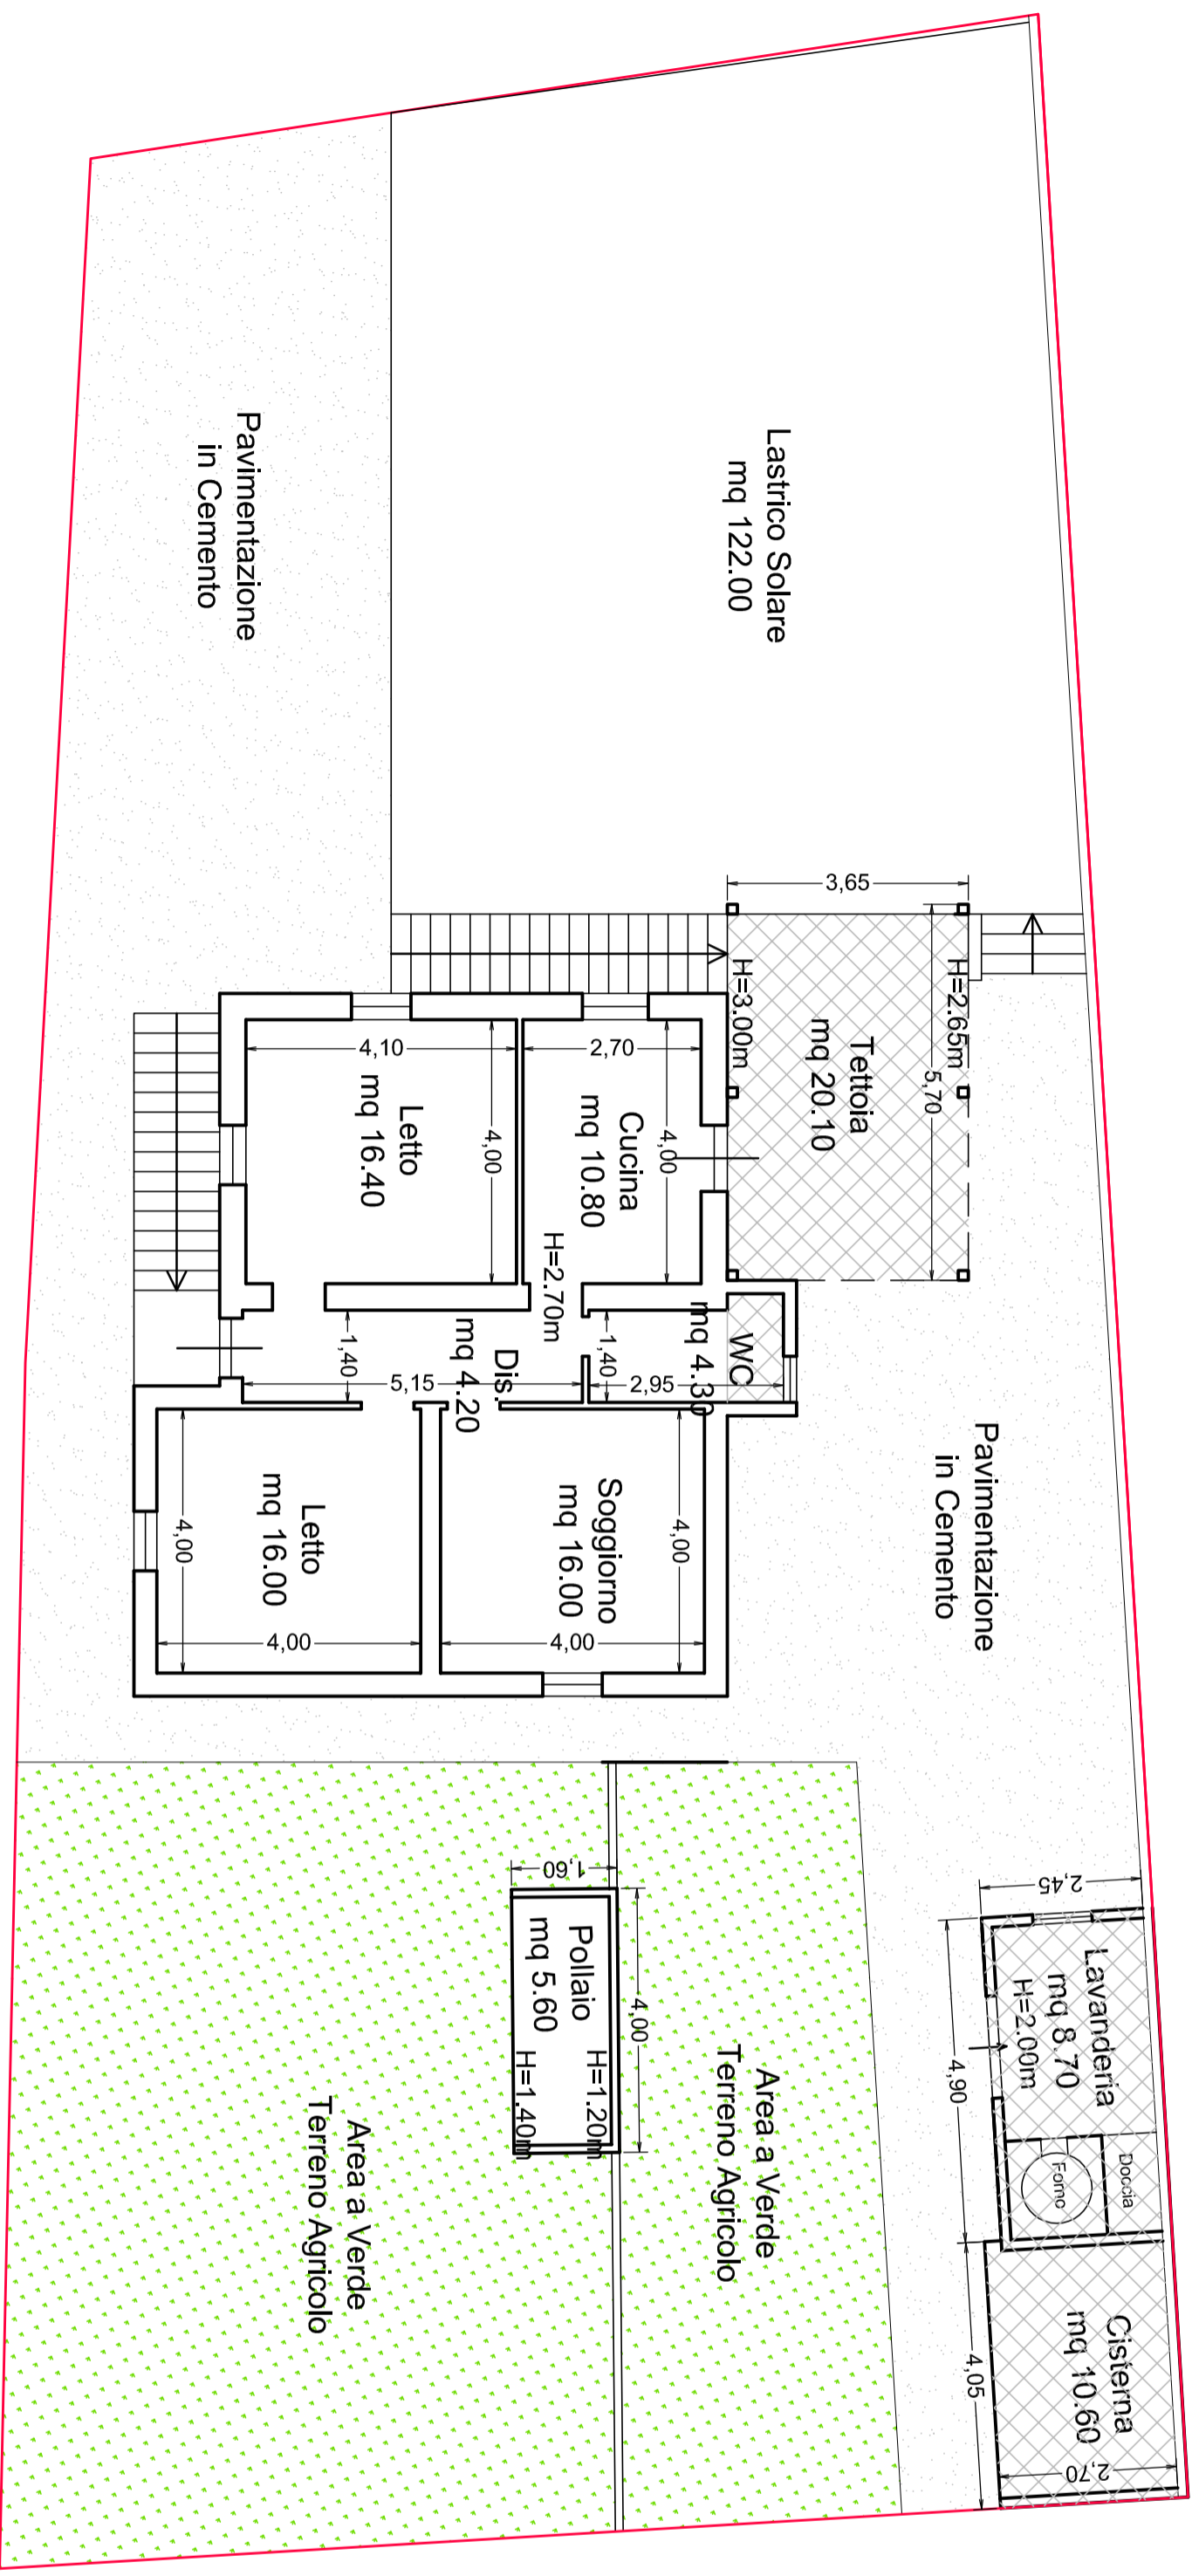 Lastrico Solare
mq 122.00
Pavimentazione
in Cemento
3,65
H=2.65m
5,70
H=3.00m
Tettoia
mq 20.10
4,10
2,70
4,00
4,00
Cucina
mq 10.80
Letto
mq 16.40
H=2.70m
WC
mq 4.30
2,95
1,40
1,40
5,15
Dis.
mq 4.20
Pavimentazione
in Cemento
Soggiorno
mq 16.00
4,00
4,00
Letto
mq 16.00
4,00
4,00
2,45
Lavanderia
mq 8.70
H=2.00m
4,90
Doccia
Forno
Cisterna
mq 10.60
2,70
4,05
1,60
4,00
Pollaio
mq 5.60
H=1.20m
H=1.40m
Area a Verde
Terreno Agricolo
Area a Verde
Terreno Agricolo